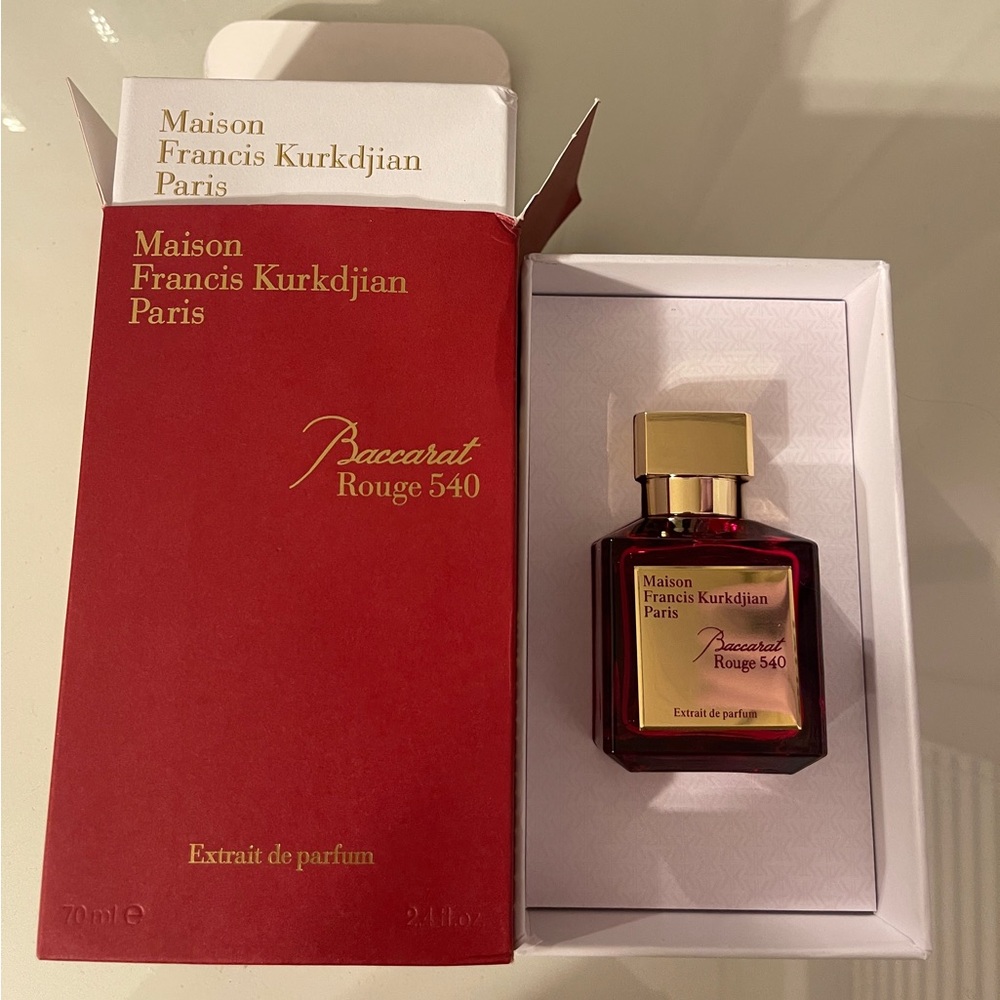 Maison
Francis Kurkdjian
Paris
Maison
Francis Kurkdjian
Paris
Baccarat
Rouge 540
Extrait de parfum
70 ml e
2.4 fl.oz.
Maison
Francis Kurkdjian
Paris
Baccarat
Rouge 540
Extrait de parfum